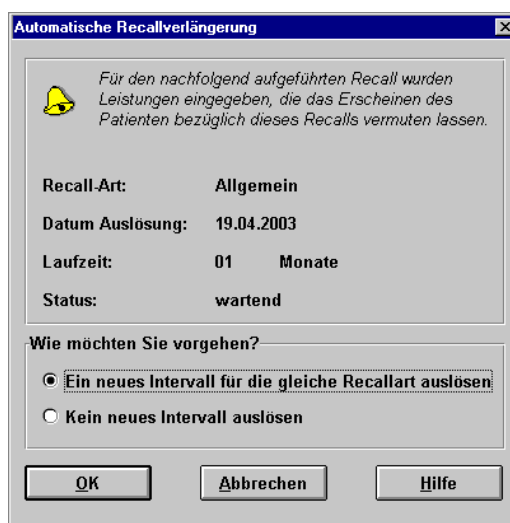 Automatische Recallverlängerung
Für den nachfolgend aufgeführten Recall wurden
Leistungen eingegeben, die das Erscheinen des
Patienten bezüglich dieses Recalls vermuten lassen.
Recall-Art: Allgemein
Datum Auslösung: 19.04.2003
Laufzeit: 01 Monate
Status: wartend
Wie möchten Sie vorgehen?
Ein neues Intervall für die gleiche Recallart auslösen
Kein neues Intervall auslösen
OK Abbrechen Hilfe